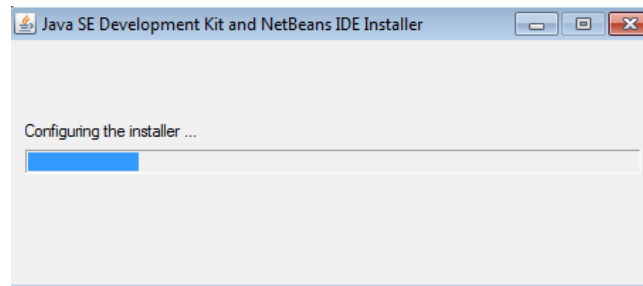 Java SE Development Kit and NetBeans IDE Installer
Configuring the installer ...